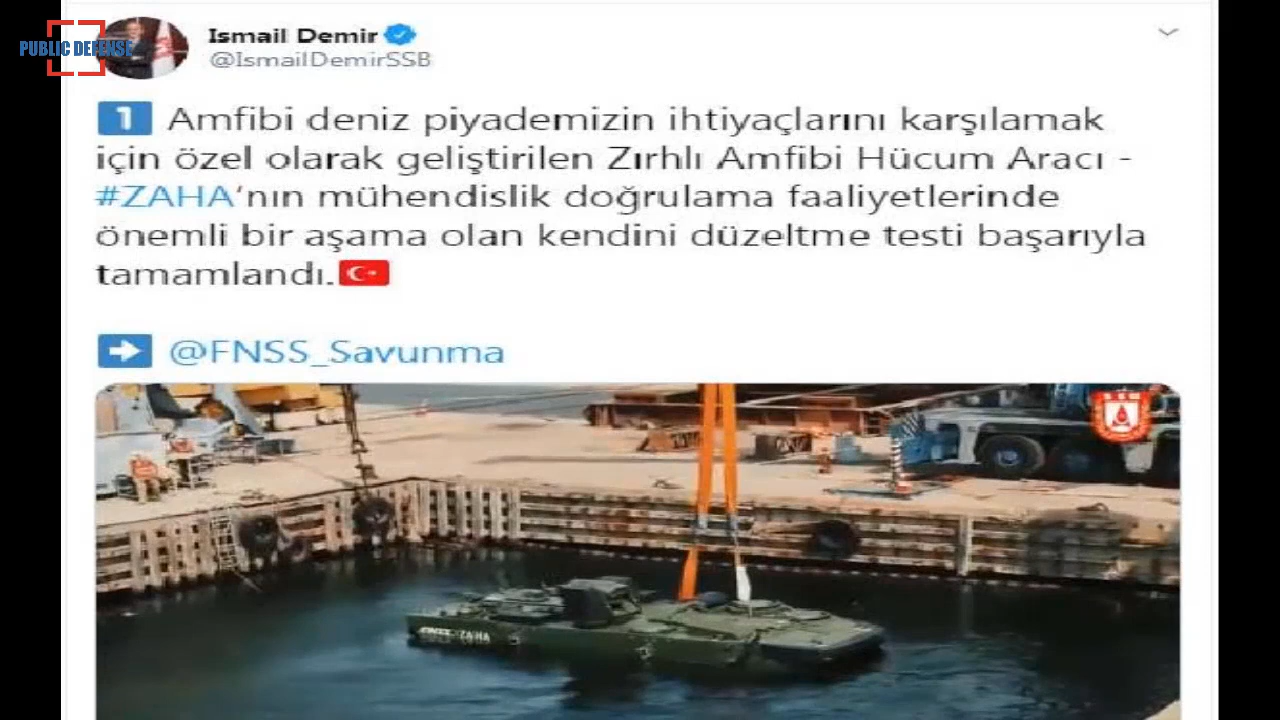 PUBLIC DEFENSE
Ismail Demir
@IsmailDemirSSB
1 Amfibi deniz piyademizin ihtiyaçlarını karşılamak
için özel olarak geliştirilen Zırhlı Amfibi Hücum Aracı -
#ZAHA'nın mühendislik doğrulama faaliyetlerinde
önemli bir aşama olan kendini düzeltme testi başarıyla
tamamlandı.
@FNSS_Savunma
FNSS ZAHA